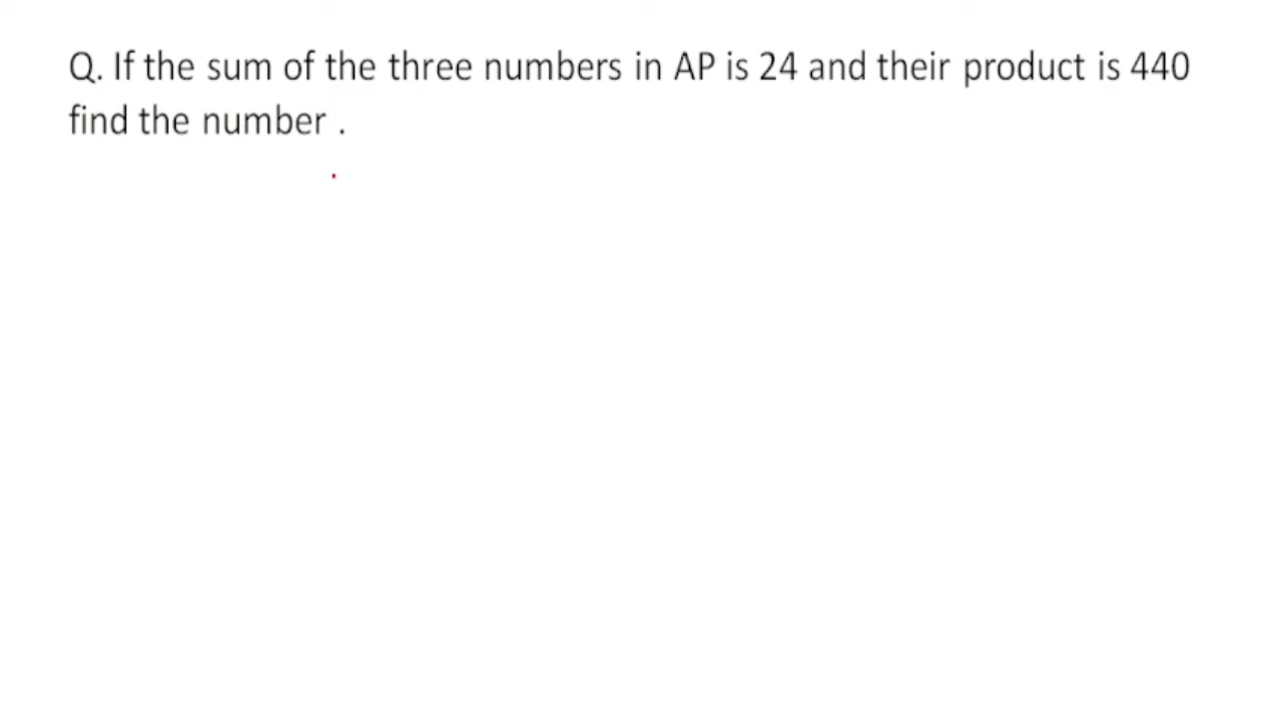 Q. If the sum of the three numbers in AP is 24 and their product is 440
find the number .